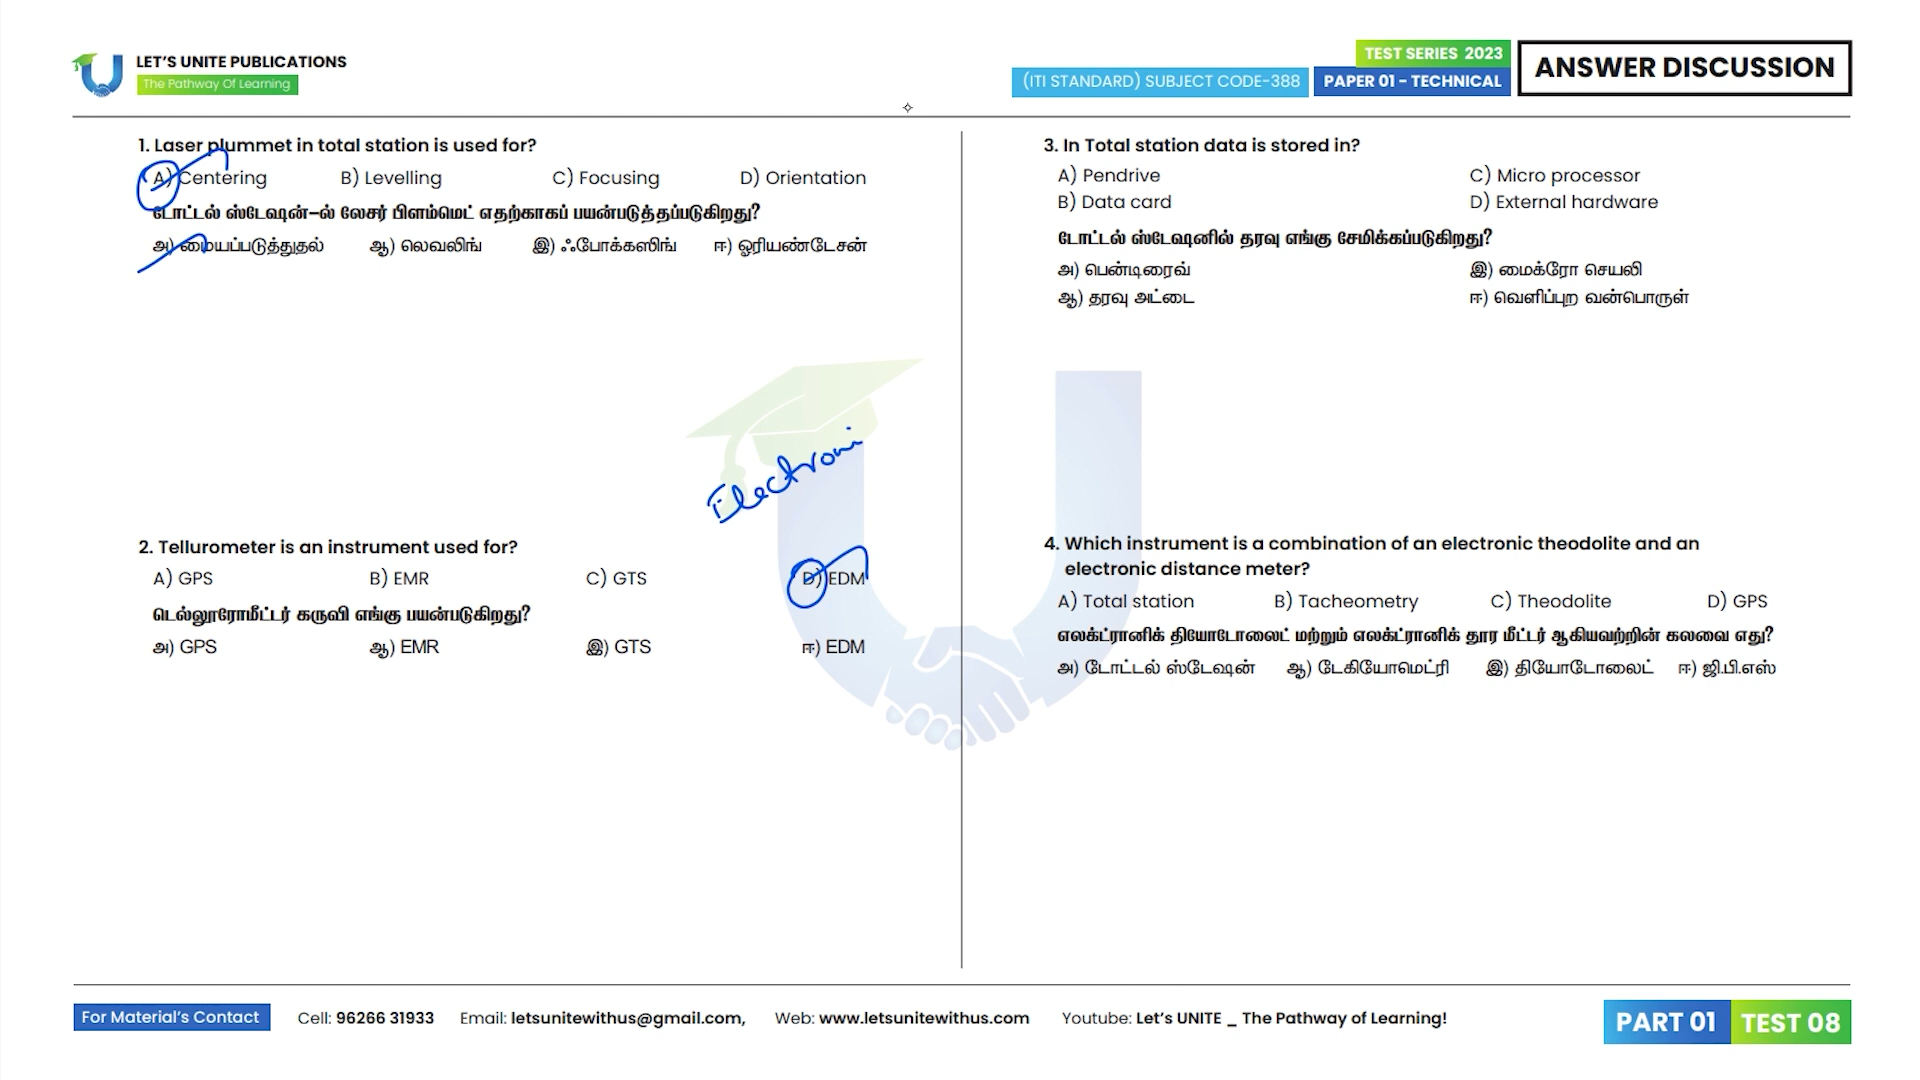 LET'S UNITE PUBLICATIONS
The Pathway Of Learning
TEST SERIES 2023
(ITI STANDARD) SUBJECT CODE-388
PAPER 01 - TECHNICAL
ANSWER DISCUSSION
1. Laser plummet in total station is used for?
A) Centering B) Levelling C) Focusing D) Orientation
டோட்டல் ஸ்டேஷன்-ல் லேசர் பிளம்மெட் எதற்காகப் பயன்படுத்தப்படுகிறது?
அ) மையப்படுத்துதல் ஆ) லெவலிங் இ) ஃபோக்கஸிங் ஈ) ஓரியண்டேசன்
Electroni
2. Tellurometer is an instrument used for?
A) GPS B) EMR C) GTS D) EDM
டெல்லூரோமீட்டர் கருவி எங்கு பயன்படுகிறது?
அ) GPS ஆ) EMR இ) GTS ஈ) EDM
3. In Total station data is stored in?
A) Pendrive C) Micro processor
B) Data card D) External hardware
டோட்டல் ஸ்டேஷனில் தரவு எங்கு சேமிக்கப்படுகிறது?
அ) பென்டிரைவ் இ) மைக்ரோ செயலி
ஆ) தரவு அட்டை ஈ) வெளிப்புற வன்பொருள்
4. Which instrument is a combination of an electronic theodolite and an
electronic distance meter?
A) Total station B) Tacheometry C) Theodolite D) GPS
எலக்ட்ரானிக் தியோடோலைட் மற்றும் எலக்ட்ரானிக் தூர மீட்டர் ஆகியவற்றின் கலவை எது?
அ) டோட்டல் ஸ்டேஷன் ஆ) டேகியோமெட்ரி இ) தியோடோலைட் ஈ) ஜி.பி.எஸ்
For Material's Contact Cell: 96266 31933 Email: letsunitewithus@gmail.com, Web: www.letsunitewithus.com Youtube: Let's UNITE _ The Pathway of Learning!
PART 01 TEST 08